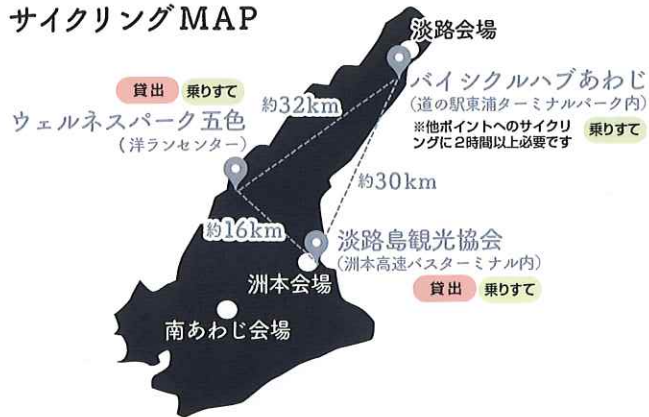 サイクリングMAP
淡路会場
貸出 乗りすて
ウェルネスパーク五色
(洋ランセンター)
約32km
バイシクルハブあわじ
(道の駅東浦ターミナルパーク内)
※他ポイントへのサイクリ
ングに2時間以上必要です
乗りすて
約30km
約16km
淡路島観光協会
(洲本高速バスターミナル内)
貸出 乗りすて
洲本会場
南あわじ会場